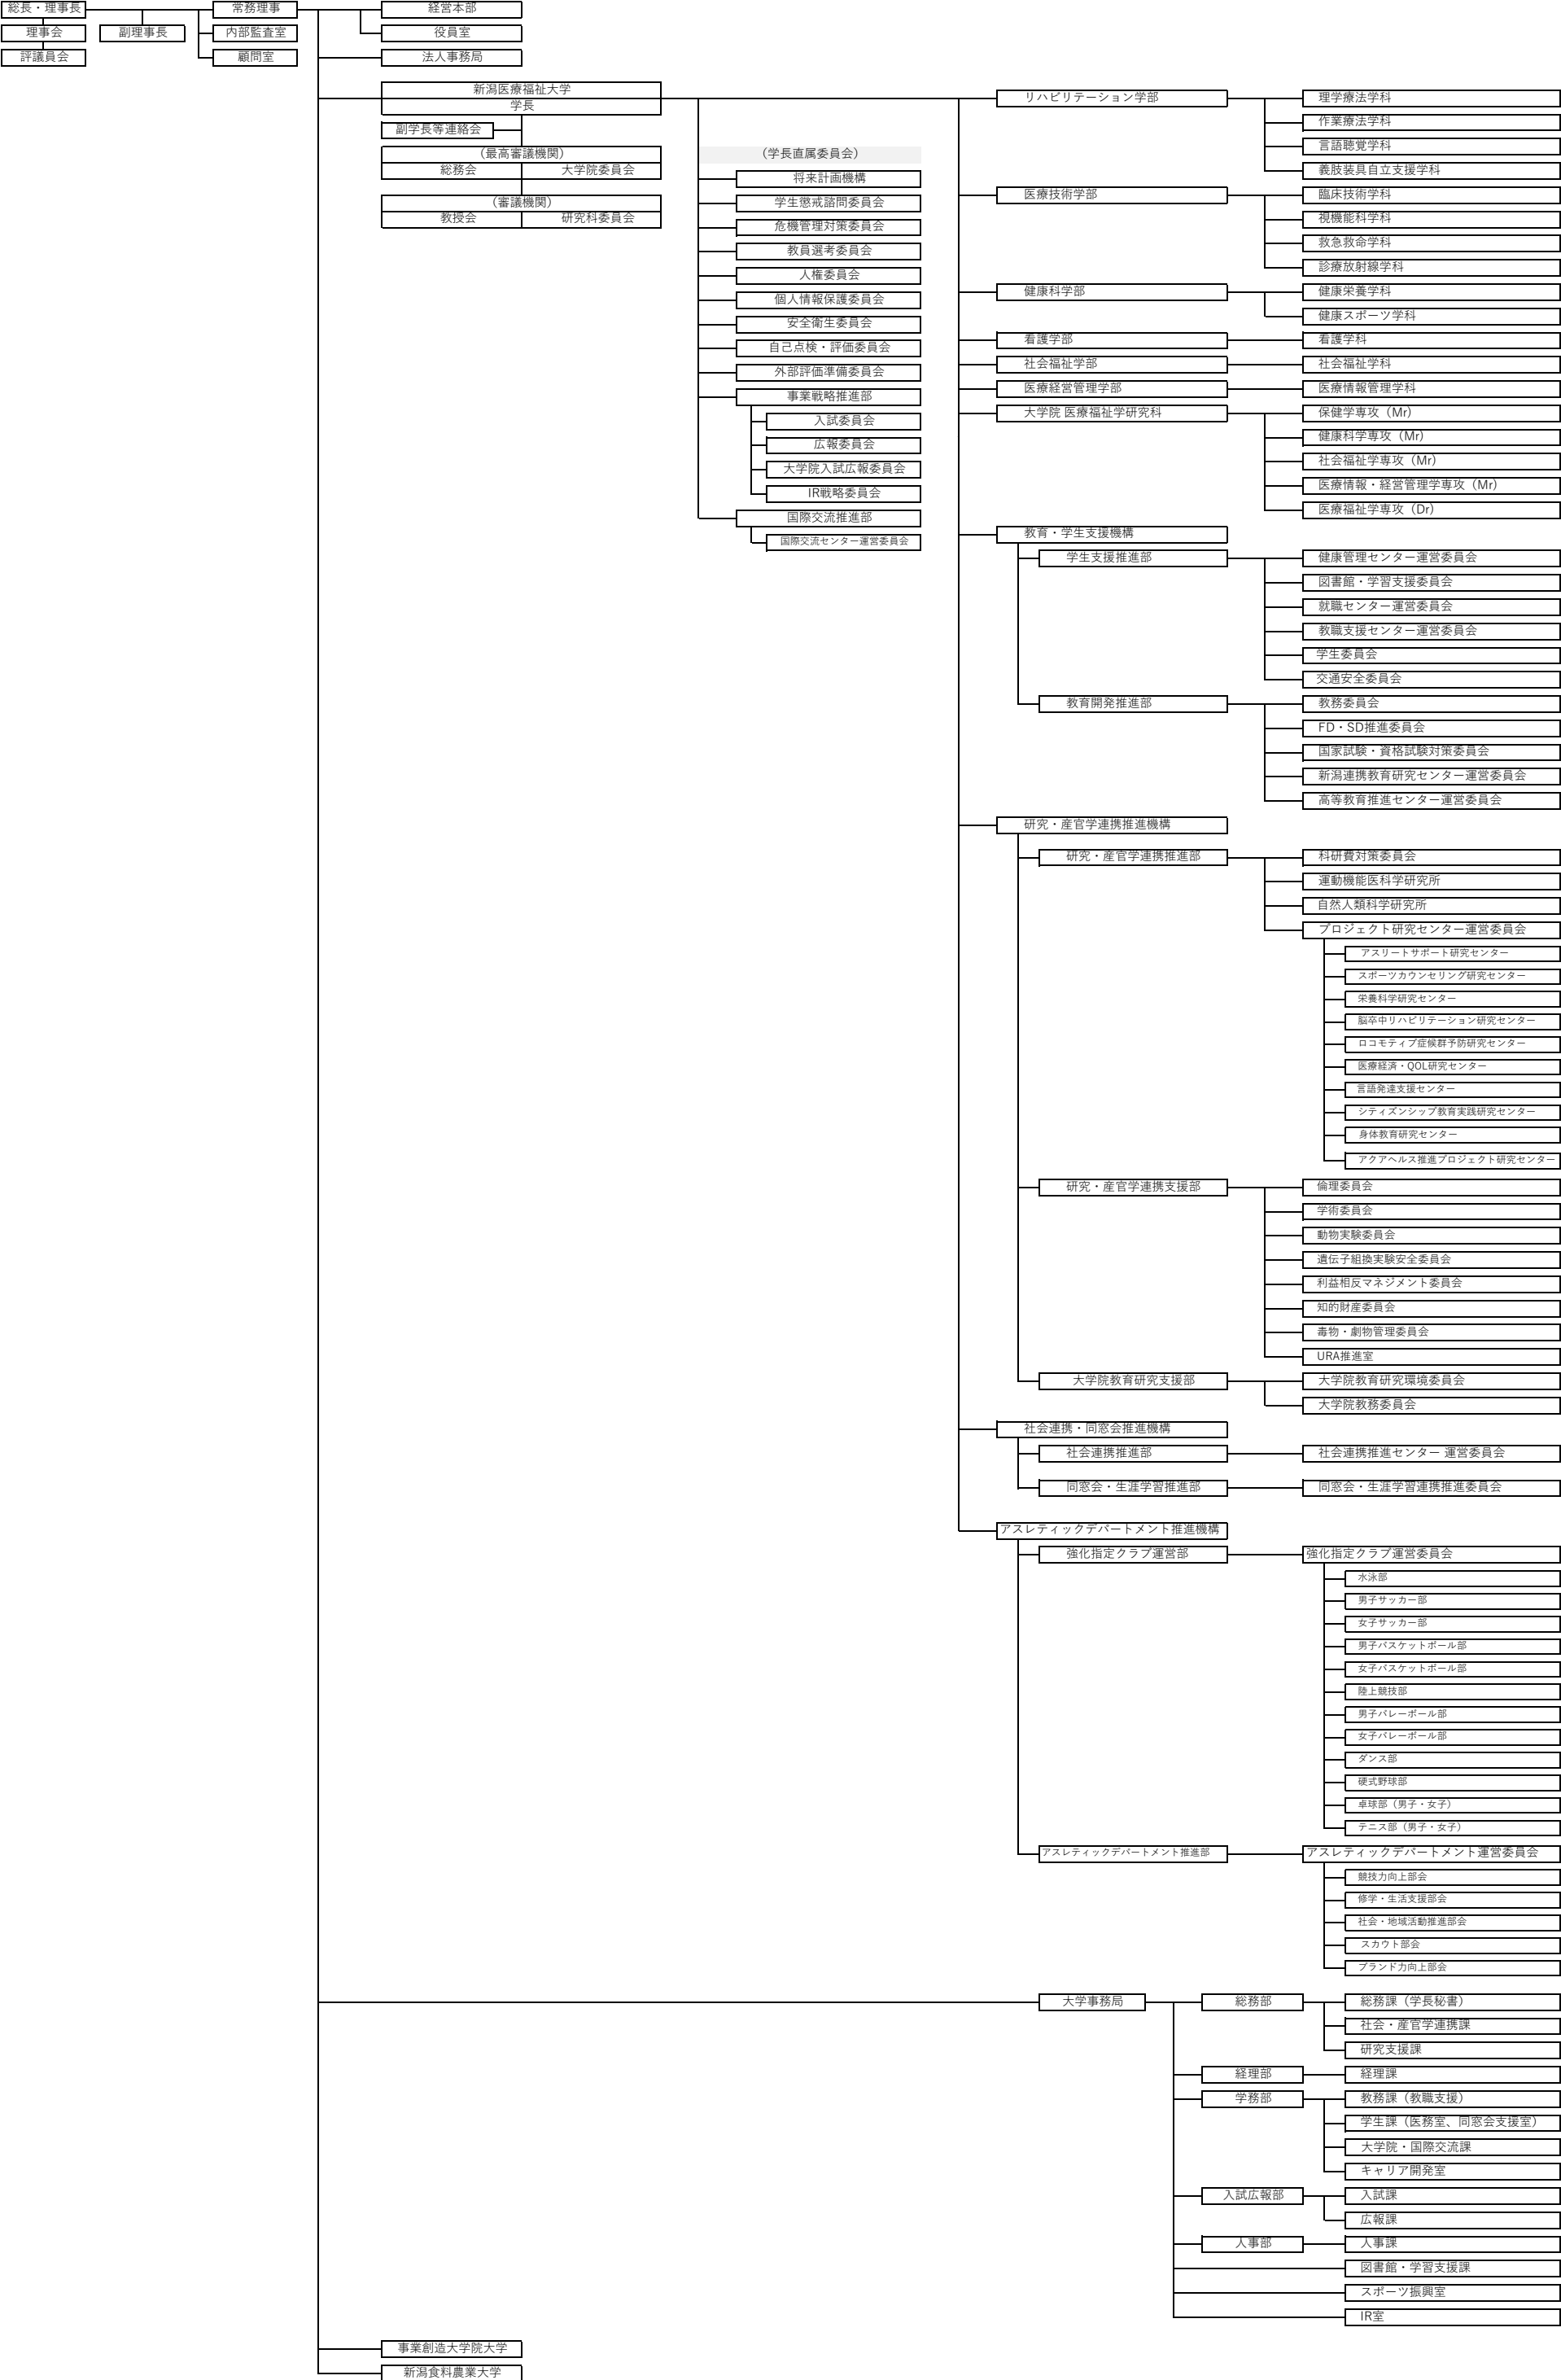 総長・理事長
常務理事
経営本部
理事会
副理事長
内部監査室
役員室
評議員会
顧問室
法人事務局
新潟医療福祉大学
学長
副学長等連絡会
（最高審議機関）
総務会
大学院委員会
（審議機関）
教授会
研究科委員会
（学長直属委員会）
将来計画機構
学生懲戒諮問委員会
危機管理対策委員会
教員選考委員会
人権委員会
個人情報保護委員会
安全衛生委員会
自己点検・評価委員会
外部評価準備委員会
事業戦略推進部
入試委員会
広報委員会
大学院入試広報委員会
IR戦略委員会
国際交流推進部
国際交流センター運営委員会
リハビリテーション学部
理学療法学科
作業療法学科
言語聴覚学科
義肢装具自立支援学科
医療技術学部
臨床技術学科
視機能科学科
救急救命学科
診療放射線学科
健康科学部
健康栄養学科
健康スポーツ学科
看護学部
看護学科
社会福祉学部
社会福祉学科
医療経営管理学部
医療情報管理学科
大学院 医療福祉学研究科
保健学専攻（Mr）
健康科学専攻（Mr）
社会福祉学専攻（Mr）
医療情報・経営管理学専攻（Mr）
医療福祉学専攻（Dr）
教育・学生支援機構
学生支援推進部
健康管理センター運営委員会
図書館・学習支援委員会
就職センター運営委員会
教職支援センター運営委員会
学生委員会
交通安全委員会
教育開発推進部
教務委員会
FD・SD推進委員会
国家試験・資格試験対策委員会
新潟連携教育研究センター運営委員会
高等教育推進センター運営委員会
研究・産官学連携推進機構
研究・産官学連携推進部
科研費対策委員会
運動機能医科学研究所
自然人類科学研究所
プロジェクト研究センター運営委員会
アスリートサポート研究センター
スポーツカウンセリング研究センター
栄養科学研究センター
脳卒中リハビリテーション研究センター
ロコモティブ症候群予防研究センター
医療経済・QOL研究センター
言語発達支援センター
シティズンシップ教育実践研究センター
身体教育研究センター
アクアヘルス推進プロジェクト研究センター
研究・産官学連携支援部
倫理委員会
学術委員会
動物実験委員会
遺伝子組換実験安全委員会
利益相反マネジメント委員会
知的財産委員会
毒物・劇物管理委員会
URA推進室
大学院教育研究支援部
大学院教育研究環境委員会
大学院教務委員会
社会連携・同窓会推進機構
社会連携推進部
社会連携推進センター 運営委員会
同窓会・生涯学習推進部
同窓会・生涯学習連携推進委員会
アスレティックデパートメント推進機構
強化指定クラブ運営部
強化指定クラブ運営委員会
水泳部
男子サッカー部
女子サッカー部
男子バスケットボール部
女子バスケットボール部
陸上競技部
男子バレーボール部
女子バレーボール部
ダンス部
硬式野球部
卓球部（男子・女子）
テニス部（男子・女子）
アスレティックデパートメント推進部
アスレティックデパートメント運営委員会
競技力向上部会
修学・生活支援部会
社会・地域活動推進部会
スカウト部会
ブランド力向上部会
大学事務局
総務部
総務課（学長秘書）
社会・産官学連携課
研究支援課
経理部
経理課
学務部
教務課（教職支援）
学生課（医務室、同窓会支援室）
大学院・国際交流課
キャリア開発室
入試広報部
入試課
広報課
人事部
人事課
図書館・学習支援課
スポーツ振興室
IR室
事業創造大学院大学
新潟食料農業大学